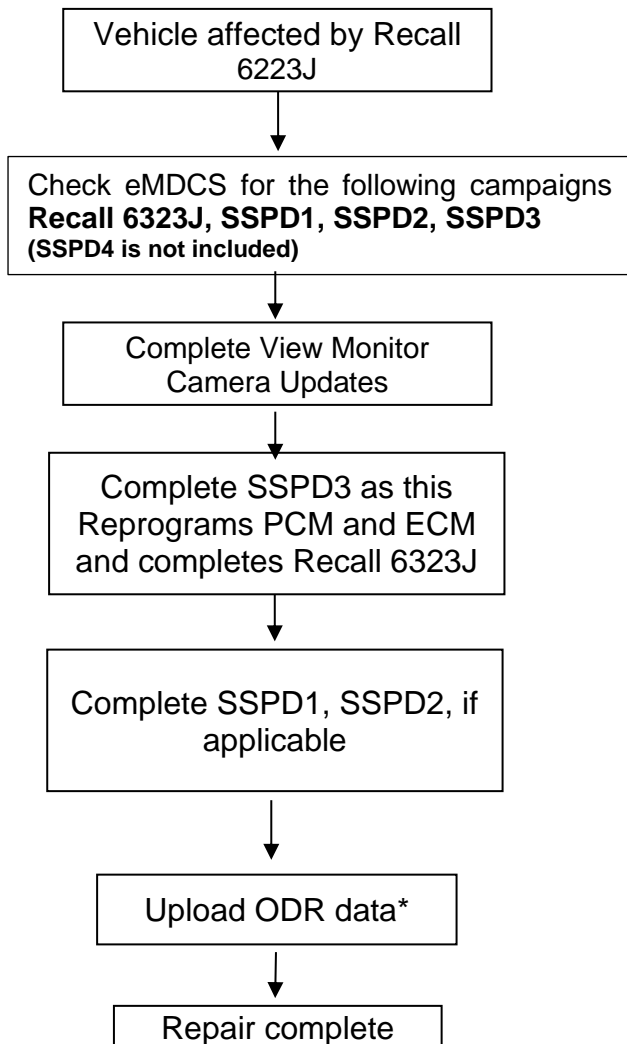 Vehicle affected by Recall
6223J
Check eMDCS for the following campaigns
Recall 6323J, SSPD1, SSPD2, SSPD3
(SSPD4 is not included)
Complete View Monitor
Camera Updates
Complete SSPD3 as this
Reprograms PCM and ECM
and completes Recall 6323J
Complete SSPD1, SSPD2, if
applicable
Upload ODR data*
Repair complete